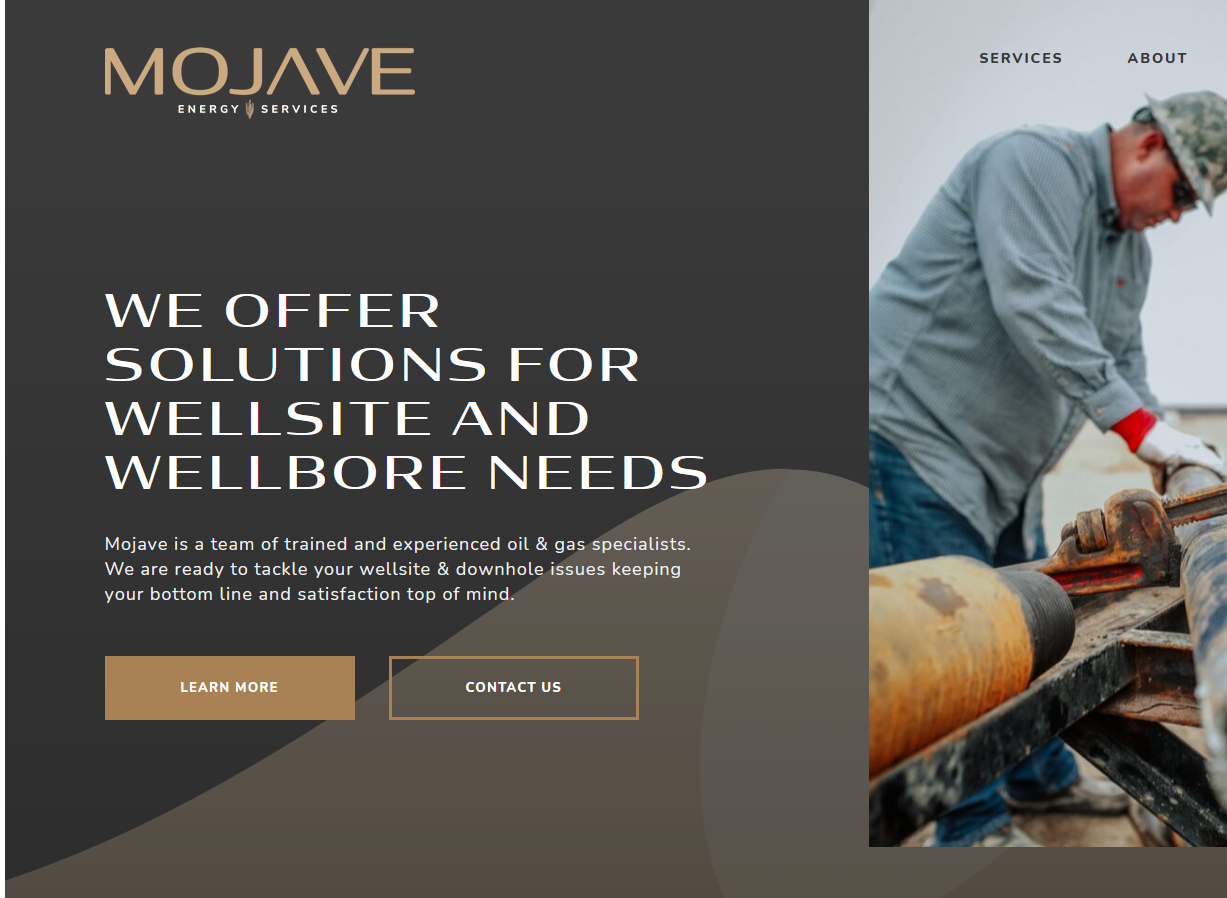 MOJAVE
ENERGY SERVICES
SERVICES ABOUT
WE OFFER
SOLUTIONS FOR
WELLSITE AND
WELLBORE NEEDS
Mojave is a team of trained and experienced oil & gas specialists.
We are ready to tackle your wellsite & downhole issues keeping
your bottom line and satisfaction top of mind.
LEARN MORE CONTACT US